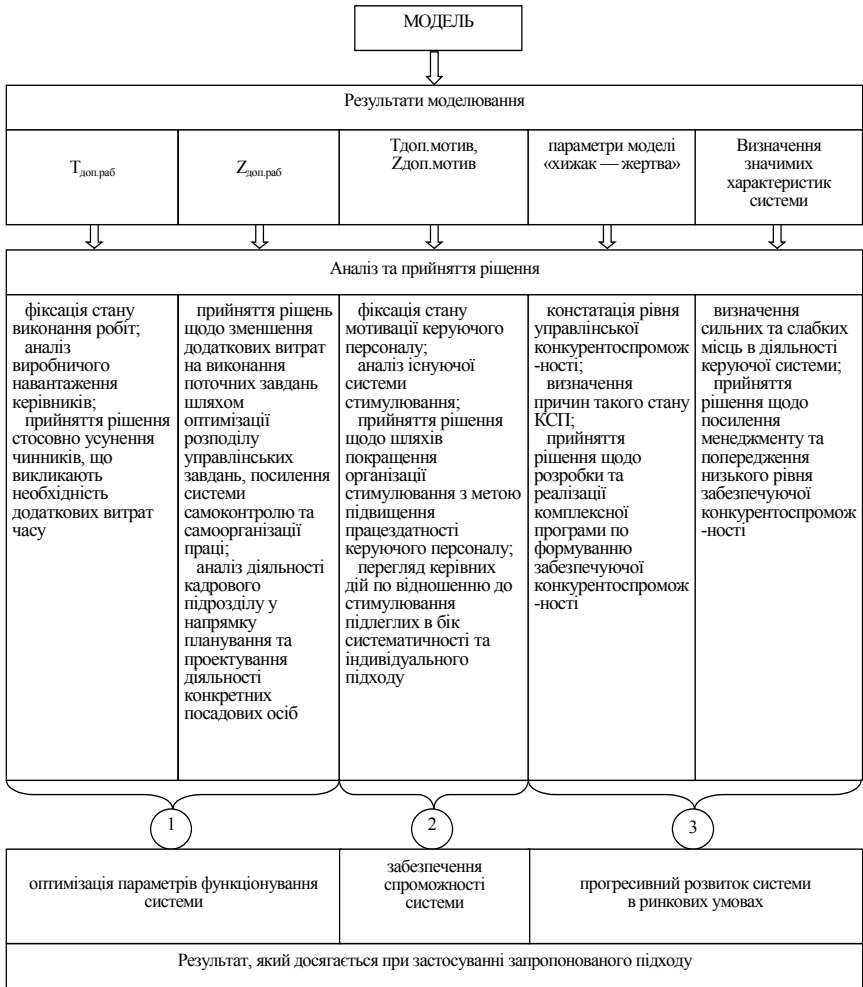 МОДЕЛЬ
Результати моделювання
Тдоп.раб
Zдоп.раб
Тдоп.мотив,
Zдоп.мотив
параметри моделі
«хижак — жертва»
Визначення
значимих
характеристик
системи
Аналіз та прийняття рішення
фіксація стану
виконання робіт;
аналіз
виробничого
навантаження
керівників;
прийняття рішення
стосовно усунення
чинників, що
викликають
необхідність
додаткових витрат
часу
прийняття рішень
щодо зменшення
додаткових витрат
на виконання
поточних завдань
шляхом
оптимізації
розподілу
управлінських
завдань, посилення
системи
самоконтролю та
самоорганізації
праці;
аналіз діяльності
кадрового
підрозділу у
напрямку
планування та
проектування
діяльності
конкретних
посадових осіб
фіксація стану
мотивації керуючого
персоналу;
аналіз існуючої
системи
стимулювання;
прийняття рішення
щодо шляхів
покращення
організації
стимулювання з метою
підвищення
працездатності
керуючого персоналу;
перегляд керівних
дій по відношенню до
стимулювання
підлеглих в бік
систематичності та
індивідуального
підходу
констатація рівня
управлінської
конкурентоспромож
-ності;
визначення
причин такого стану
КСП;
прийняття
рішення щодо
розробки та
реалізації
комплексної
програми по
формуванню
забезпечуючої
конкурентоспромож
-ності
визначення
сильних та слабких
місць в діяльності
керуючої системи;
прийняття
рішення щодо
посилення
менеджменту та
попередження
низького рівня
забезпечуючої
конкурентоспромож
-ності
1
2
3
оптимізація параметрів функціонування
системи
забезпечення
спроможності
системи
прогресивний розвиток системи
в ринкових умовах
Результат, який досягається при застосуванні запропонованого підходу